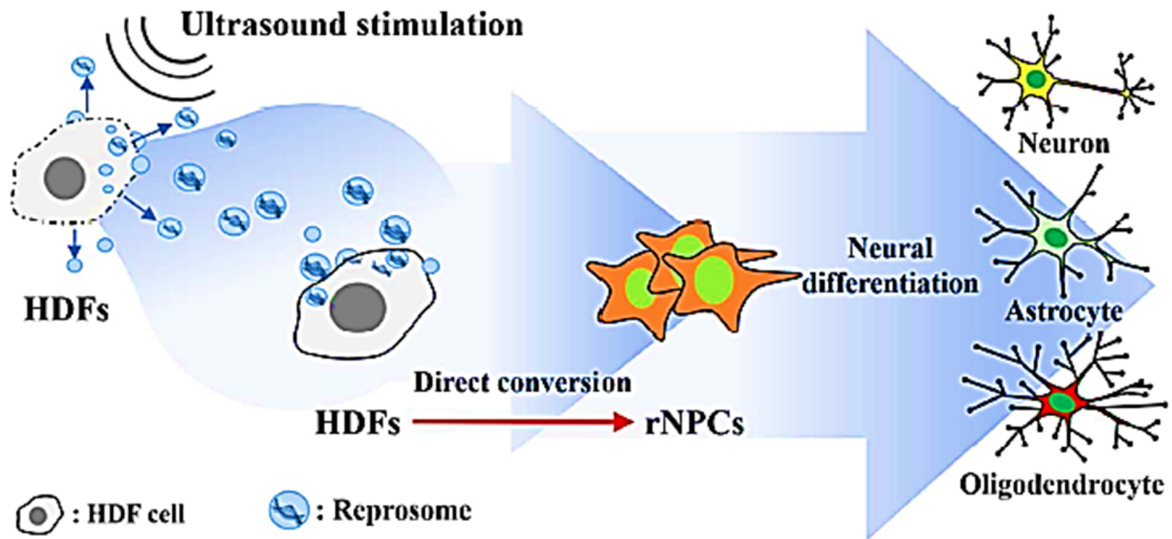 Ultrasound stimulation
HDFs
Neuron
Neural
differentiation
Astrocyte
Direct conversion
HDFs
rNPCs
Oligodendrocyte
: HDF cell
: Reprosome